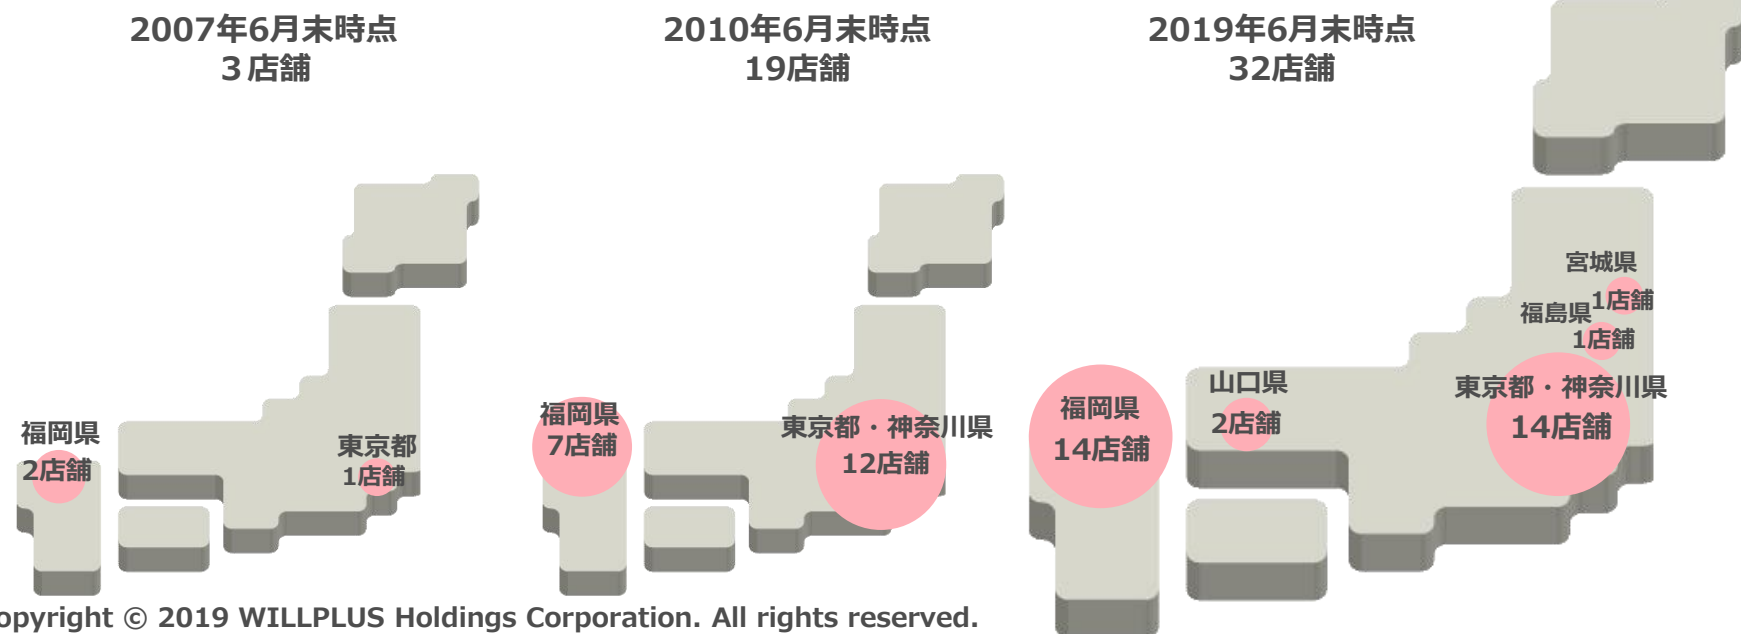 2007年6月末時点
３店舗
福岡県
2店舗
東京都
1店舗
2010年6月末時点
19店舗
福岡県
7店舗
東京都・神奈川県
12店舗
2019年6月末時点
32店舗
宮城県
1店舗
福島県
1店舗
東京都・神奈川県
14店舗
山口県
2店舗
福岡県
14店舗
opyright © 2019 WILLPLUS Holdings Corporation. All rights reserved.